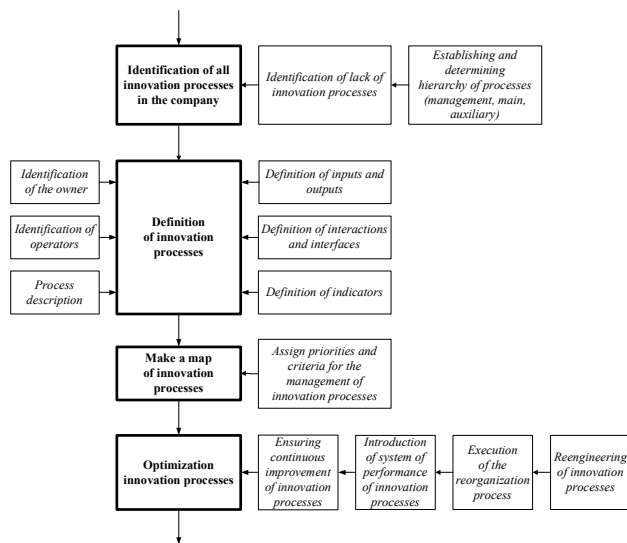 Identification of all
innovation processes
in the company
Identification of lack of
innovation processes
Establishing and
determining
hierarchy of processes
(management, main,
auxiliary)
Identification
of the owner
Identification of
operators
Process
description
Definition
of innovation
processes
Definition of inputs and
outputs
Definition of interactions
and interfaces
Definition of indicators
Make a map
of innovation
processes
Assign priorities and
criteria for the
management of
innovation processes
Optimization
innovation processes
Ensuring
continuous
improvement
of innovation
processes
Introduction
of system of
performance
of innovation
processes
Execution
of the
reorganization
process
Reengineering
of innovation
processes